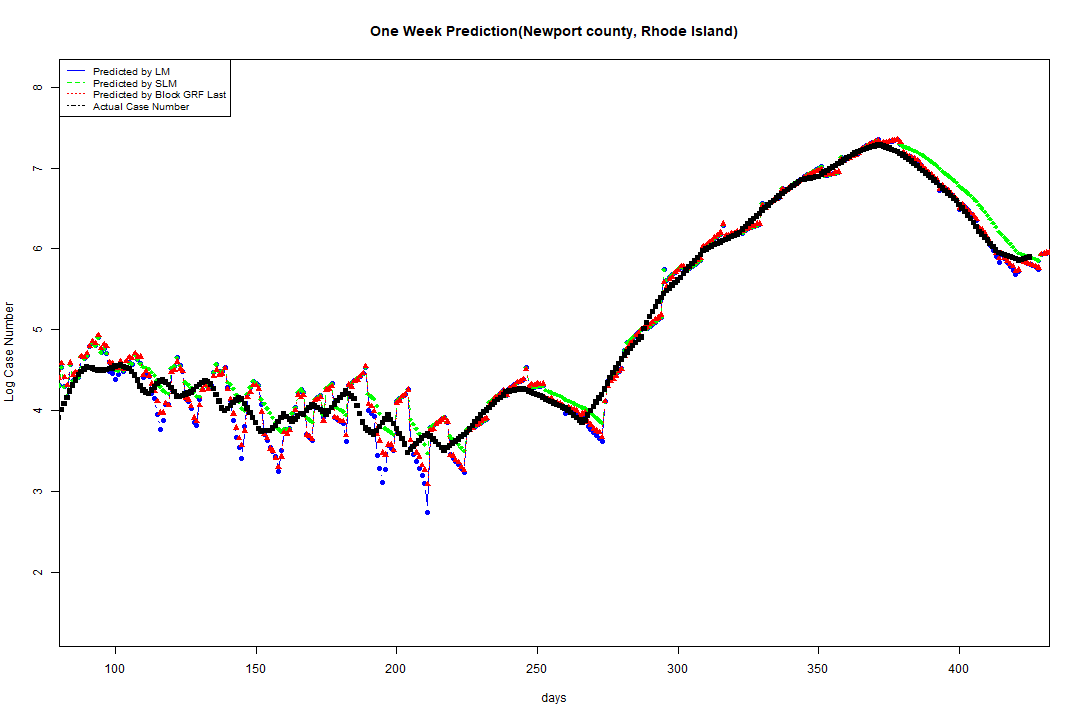 One Week Prediction(Newport county, Rhode Island)
Predicted by LM
Predicted by SLM
Predicted by Block GRF Last
Actual Case Number
8
7
6
5
4
3
2
Log Case Number
100 150 200 250 300 350 400
days